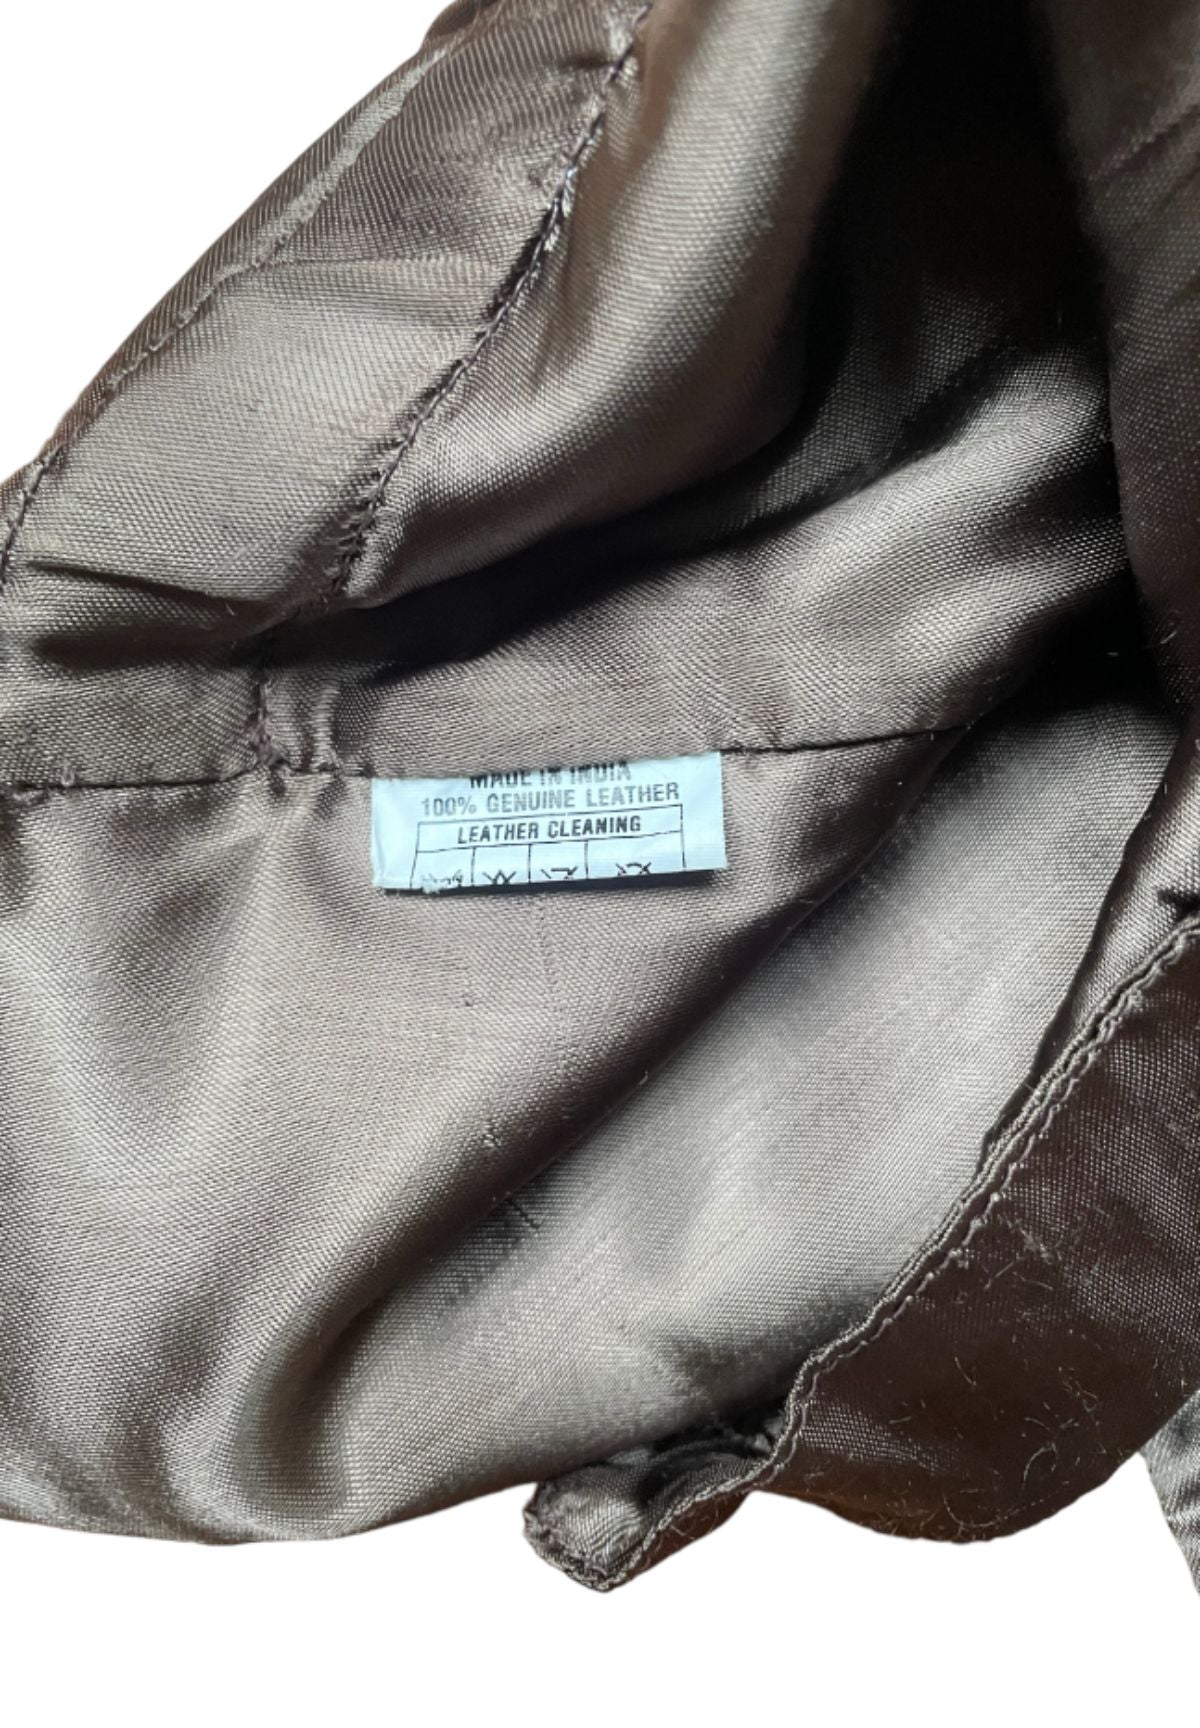 MADE IN INDIA
100% GENUINE LEATHER
LEATHER CLEANING